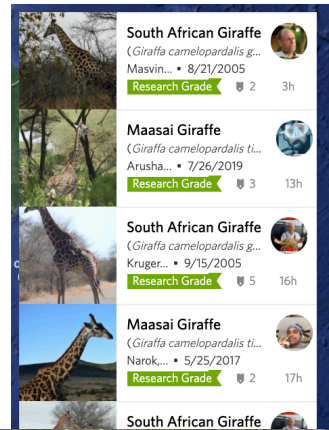 South African Giraffe
(Giraffa camelopardalis g...
Masvin... • 8/21/2005
Research Grade 2 3h
Maasai Giraffe
(Giraffa camelopardalis ti...
Arusha... • 7/26/2019
Research Grade 3 13h
South African Giraffe
(Giraffa camelopardalis g...
Kruger... • 9/15/2005
Research Grade 5 16h
Maasai Giraffe
(Giraffa camelopardalis ti...
Narok,... • 5/25/2017
Research Grade 2 17h
South African Giraffe